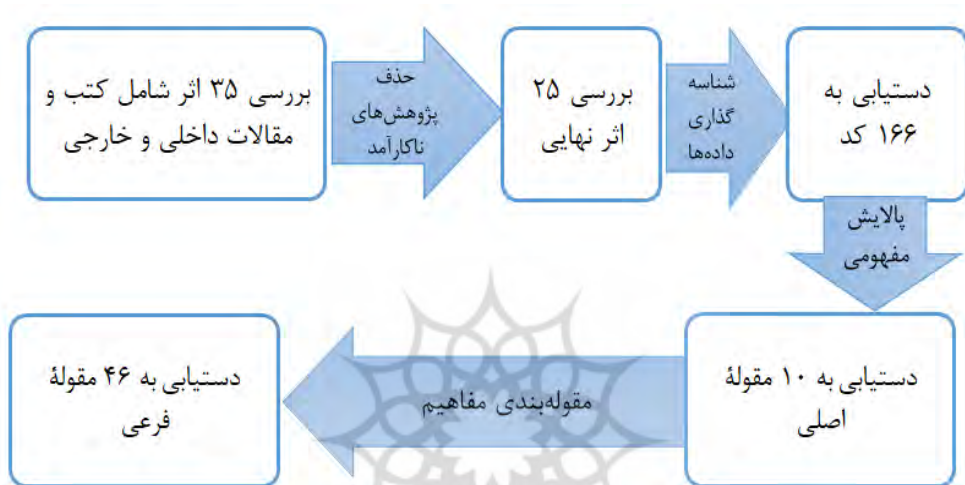 بررسی ۳۵ اثر شامل کتب و
مقالات داخلی و خارجی
حذف
پژوهش‌های
ناکارآمد
بررسی ۲۵
اثر نهایی
شناسه
گذاری
داده‌ها
دستیابی به
۱۶۶ کد
پالایش
مفهومی
دستیابی به ۱۰ مقولهٔ
اصلی
مقوله‌بندی مفاهیم
دستیابی به ۴۶ مقولهٔ
فرعی